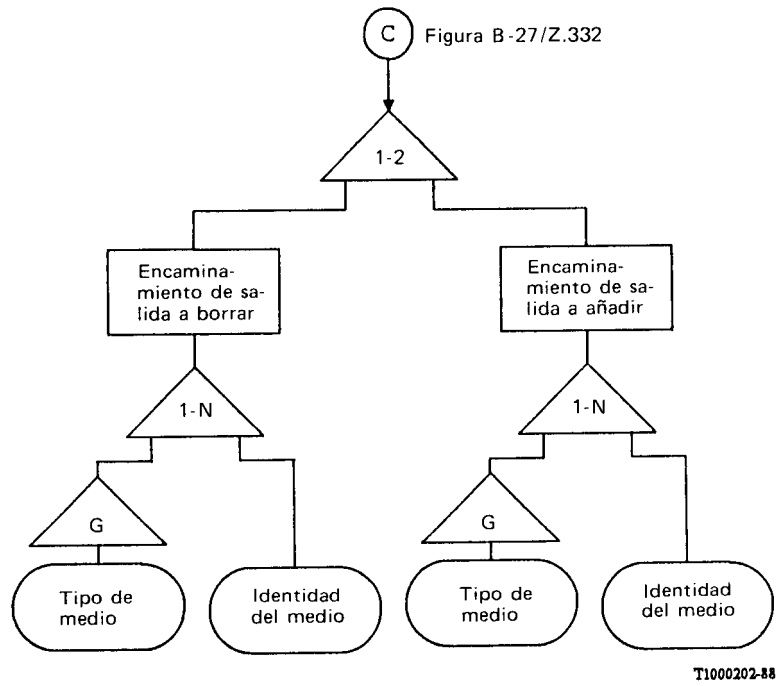 C Figura B-27/Z.332
1-2
Encamina-
miento de sa-
lida a borrar
Encamina-
miento de sa-
lida a añadir
1-N
1-N
G
G
Tipo de
medio
Identidad
del medio
Tipo de
medio
Identidad
del medio
T1000202-88